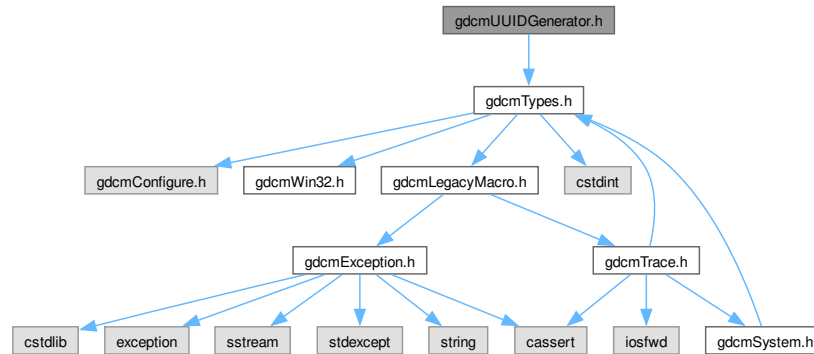 gdcmUUIDGenerator.h
gdcmTypes.h
gdcmConfigure.h
gdcmWin32.h
gdcmLegacyMacro.h
cstdint
gdcmException.h
gdcmTrace.h
cstdlib
exception
sstream
stdexcept
string
cassert
iosfwd
gdcmSystem.h